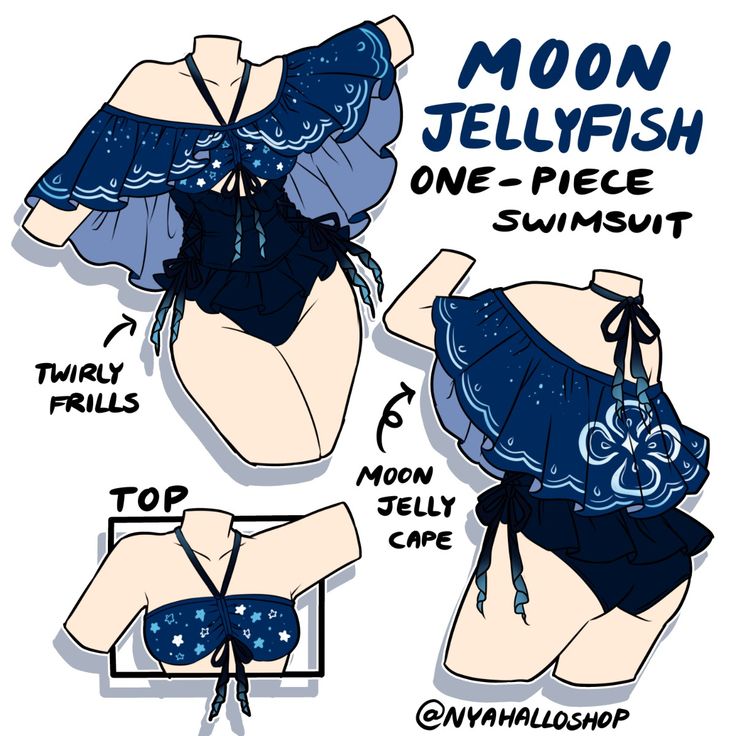 MOON
JELLYFISH
ONE-PIECE
SWIMSUIT
TWIRLY
FRILLS
MOON
JELLY
CAPE
TOP
@NYAHALLOSHOP